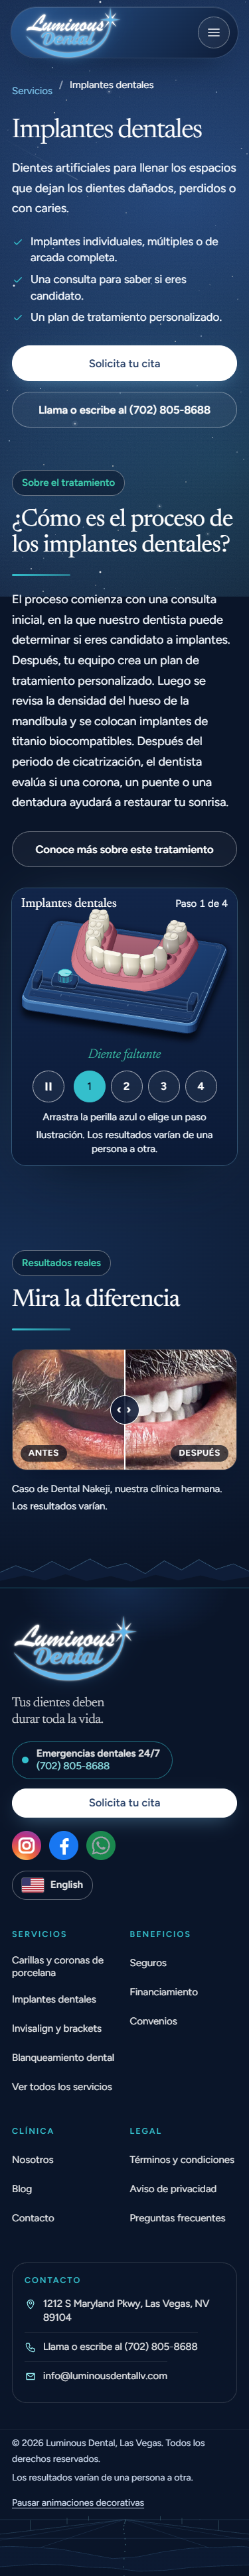 Luminous
Dental
Servicios / Implantes dentales
Implantes dentales
Dientes artificiales para llenar los espacios
que dejan los dientes dañados, perdidos o
con caries.
Implantes individuales, múltiples o de
arcada completa.
Una consulta para saber si eres
candidato.
Un plan de tratamiento personalizado.
Solicita tu cita
Llama o escribe al (702) 805-8688
Sobre el tratamiento
¿Cómo es el proceso de
los implantes dentales?
El proceso comienza con una consulta
inicial, en la que nuestro dentista puede
determinar si eres candidato a implantes.
Después, tu equipo crea un plan de
tratamiento personalizado. Luego se
revisa la densidad del hueso de la
mandíbula y se colocan implantes de
titanio biocompatibles. Después del
periodo de cicatrización, el dentista
evalúa si una corona, un puente o una
dentadura ayudará a restaurar tu sonrisa.
Conoce más sobre este tratamiento
Implantes dentales
Paso 1 de 4
Diente faltante
1 2 3 4
Arrastra la perilla azul o elige un paso
Ilustración. Los resultados varían de una
persona a otra.
Resultados reales
Mira la diferencia
ANTES
DESPUÉS
Caso de Dental Nakeji, nuestra clínica hermana.
Los resultados varían.
Luminous
Dental
Tus dientes deben
durar toda la vida.
Emergencias dentales 24/7
(702) 805-8688
Solicita tu cita
English
SERVICIOS
Carillas y coronas de
porcelana
Implantes dentales
Invisalign y brackets
Blanqueamiento dental
Ver todos los servicios
BENEFICIOS
Seguros
Financiamiento
Convenios
CLÍNICA
Nosotros
Blog
Contacto
LEGAL
Términos y condiciones
Aviso de privacidad
Preguntas frecuentes
CONTACTO
1212 S Maryland Pkwy, Las Vegas, NV
89104
Llama o escribe al (702) 805-8688
info@luminousdentallv.com
© 2026 Luminous Dental, Las Vegas. Todos los
derechos reservados.
Los resultados varían de una persona a otra.
Pausar animaciones decorativas